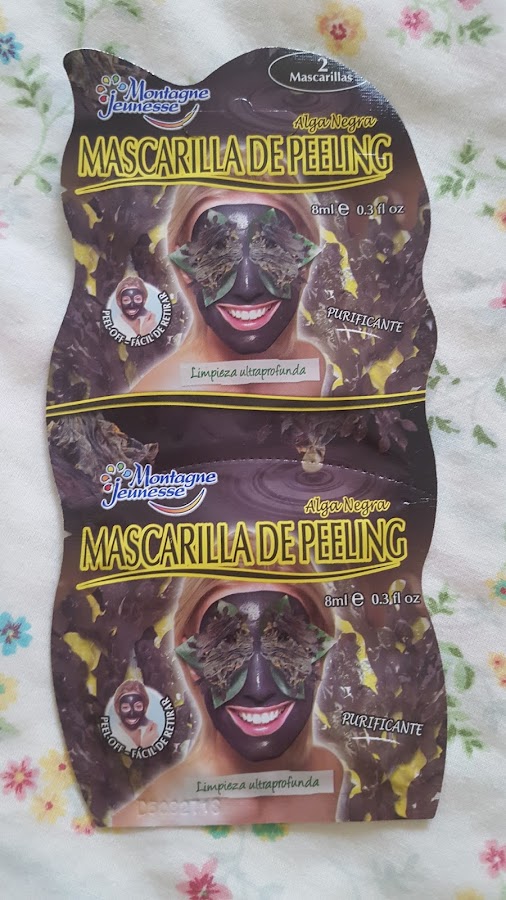 2
Mascarillas
Montagne
Jeunesse
Alga Negra
MASCARILLA DE PEELING
8ml e 0.3 fl oz
PEEL-OFF - FÁCIL DE RETIRAR
PURIFICANTE
Limpieza ultraprofunda
Montagne
Jeunesse
Alga Negra
MASCARILLA DE PEELING
8ml e 0.3 fl oz
PEEL-OFF - FÁCIL DE RETIRAR
PURIFICANTE
Limpieza ultraprofunda